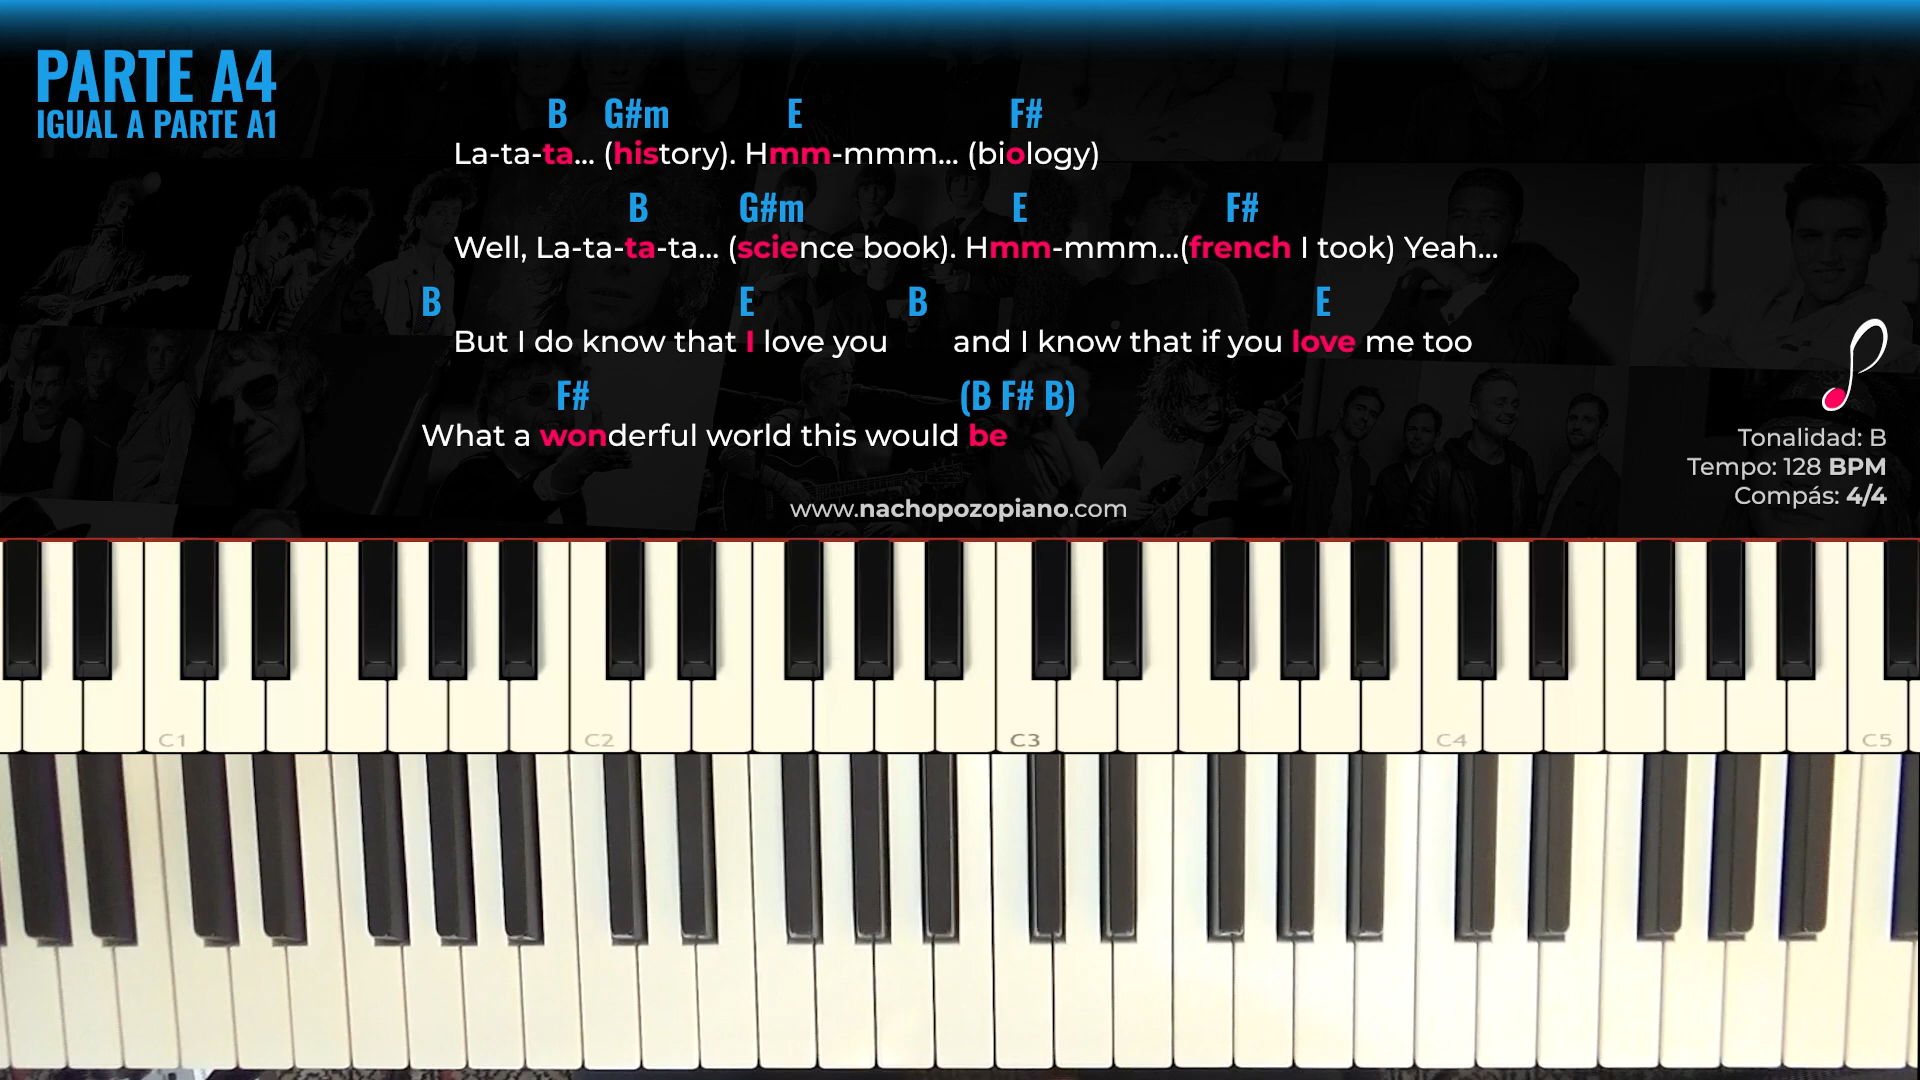 PARTE A4
IGUAL A PARTE A1
B G#m E F#
La-ta-ta... (history). Hmm-mmm... (biology)
B G#m E F#
Well, La-ta-ta-ta... (science book). Hmm-mmm...(french I took) Yeah...
B E B E
But I do know that I love you and I know that if you love me too
F# (B F# B)
What a wonderful world this would be
Tonalidad: B
Tempo: 128 BPM
Compás: 4/4
www.nachopozopiano.com
C1 C2 C3 C4 C5